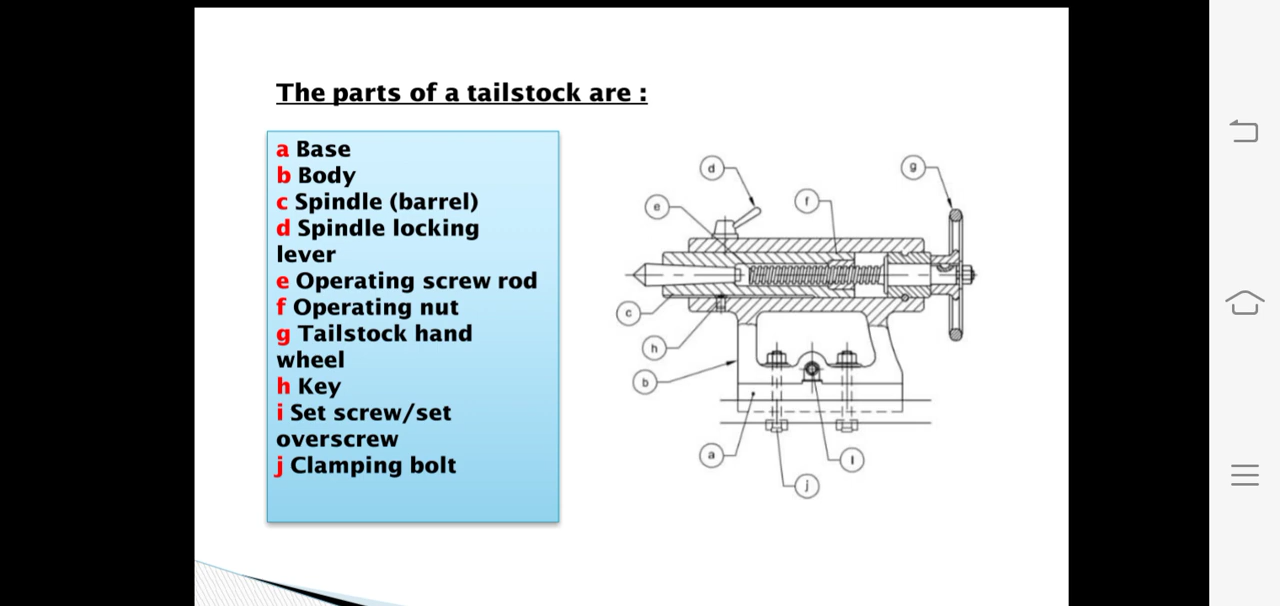 The parts of a tailstock are :
a Base
b Body
c Spindle (barrel)
d Spindle locking
lever
e Operating screw rod
f Operating nut
g Tailstock hand
wheel
h Key
i Set screw/set
overscrew
j Clamping bolt
d
g
e
f
c
h
b
a
I
j